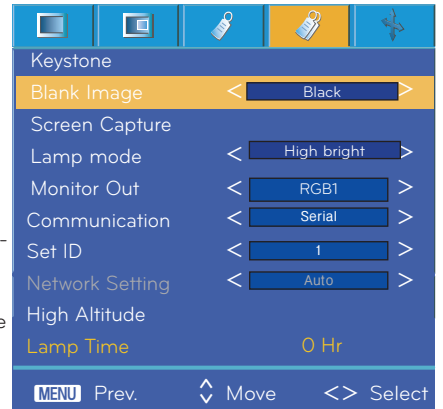 Keystone
Blank Image < Black >
Screen Capture
Lamp mode < High bright >
Monitor Out < RGB1 >
Communication < Serial >
Set ID < 1 >
Network Setting < Auto >
High Altitude
Lamp Time 0 Hr
MENU Prev. Move <> Select